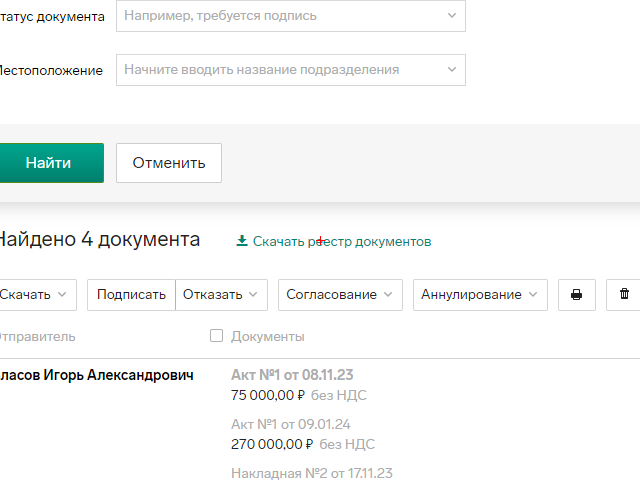 татус документа
Например, требуется подпись
Местоположение
Начните вводить название подразделения
Найти
Отменить
Найдено 4 документа
Скачать реестр документов
Скачать
Подписать
Отказать
Согласование
Аннулирование
тправитель
Документы
ласов Игорь Александрович
Акт №1 от 08.11.23
75 000,00 ₽ без НДС
Акт №1 от 09.01.24
270 000,00 ₽ без НДС
Накладная №2 от 17.11.23